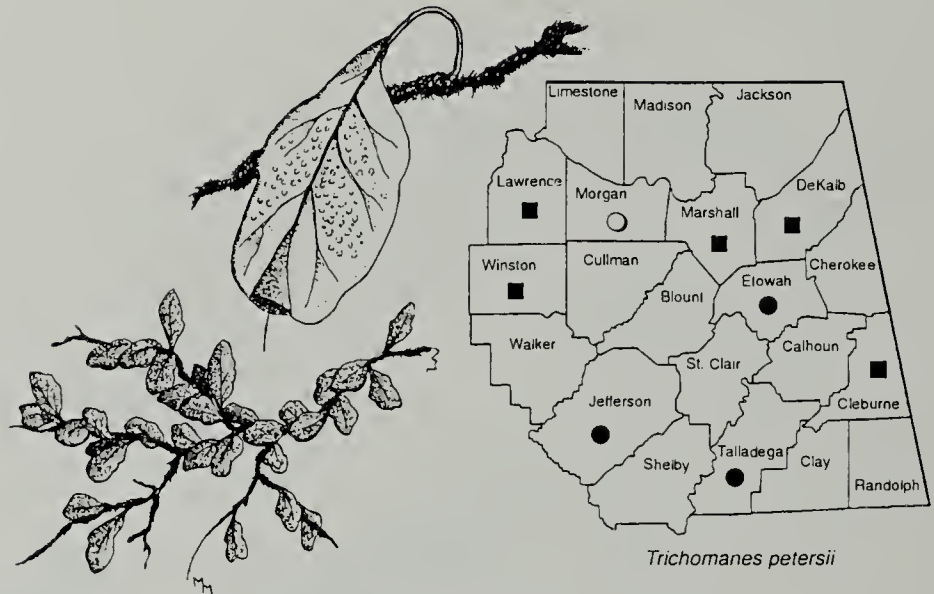 Limestone
Madison
Jackson
Lawrence
Morgan
Marshall
DeKalb
Winston
Cullman
Blount
Etowah
Cherokee
Walker
St. Clair
Calhoun
Jefferson
Cleburne
Shelby
Talladega
Clay
Randolph
Trichomanes petersii